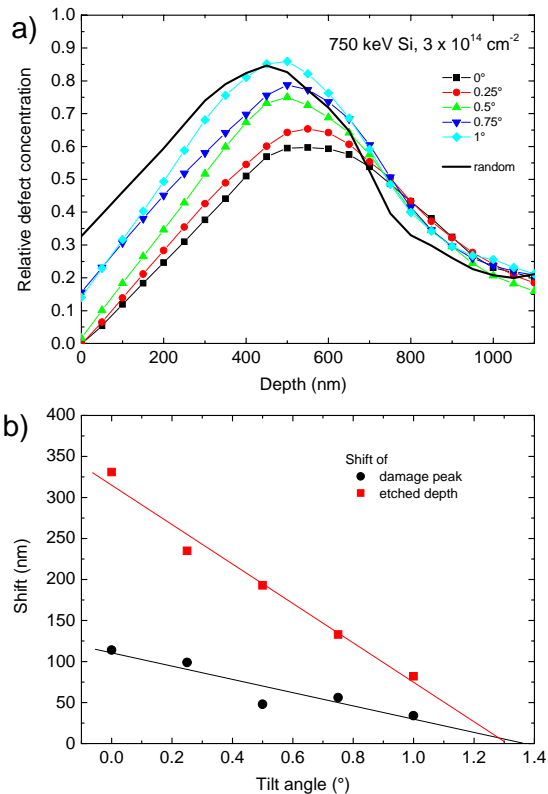 a)
750 keV Si, 3 x 10¹⁴ cm⁻²
0°
0.25°
0.5°
0.75°
1°
random
Relative defect concentration
1.0
0.9
0.8
0.7
0.6
0.5
0.4
0.3
0.2
0.1
0.0
0 200 400 600 800 1000
Depth (nm)
b)
Shift of
damage peak
etched depth
Shift (nm)
400
350
300
250
200
150
100
50
0
0.0 0.2 0.4 0.6 0.8 1.0 1.2 1.4
Tilt angle (°)